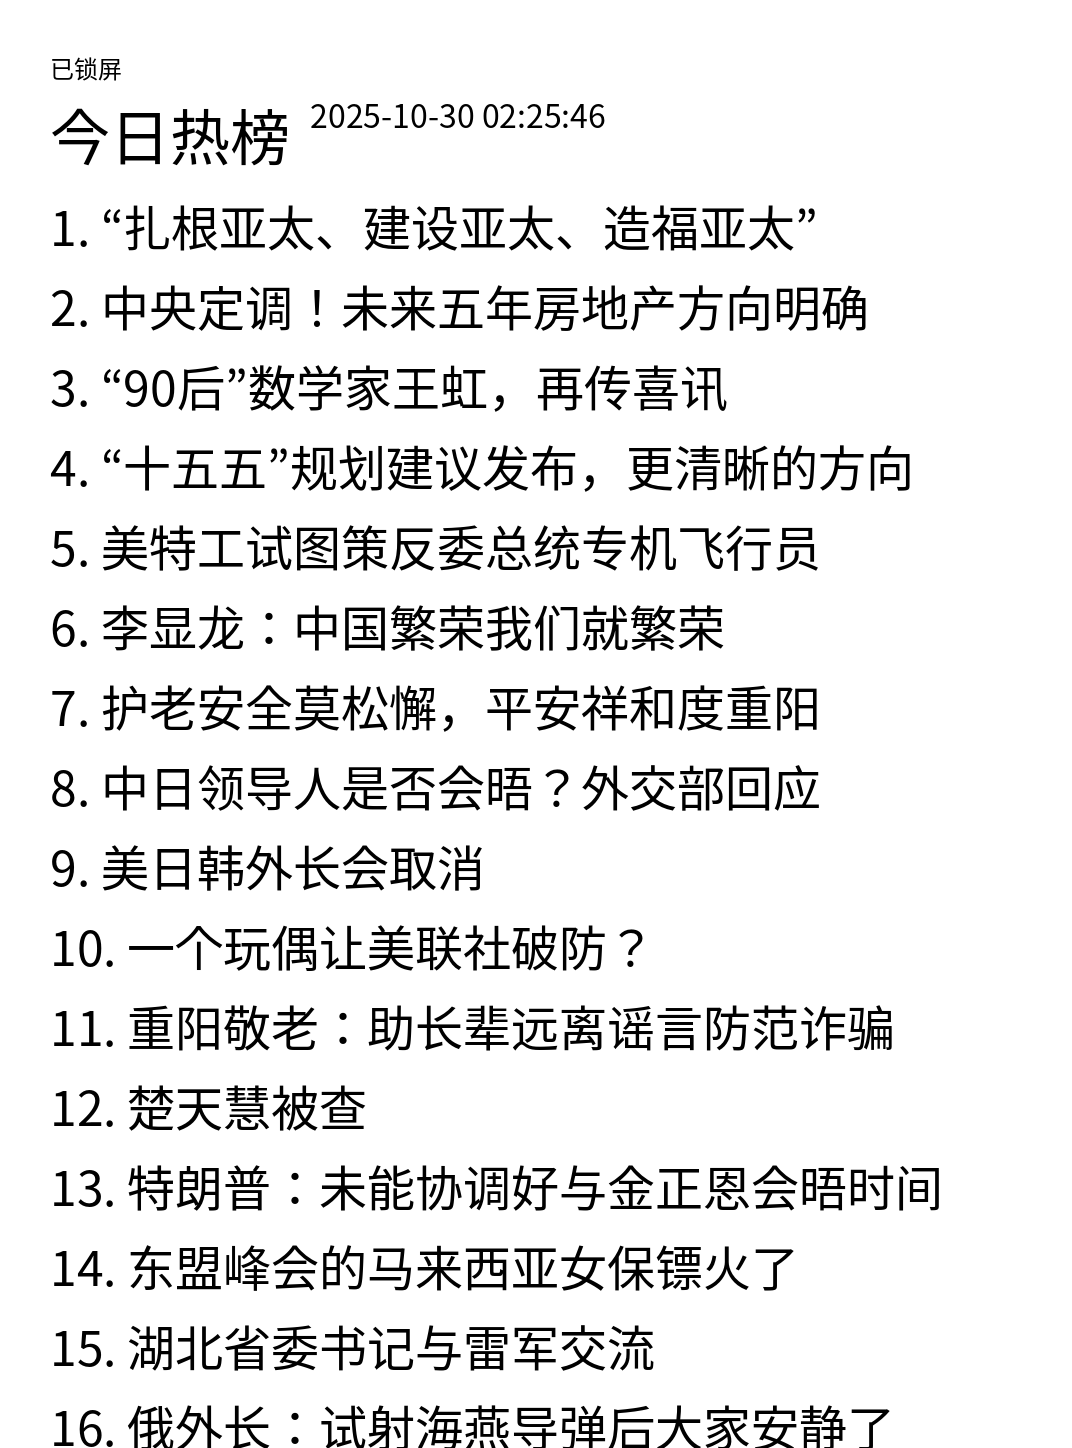 已锁屏
今日热榜 2025-10-30 02:25:46
1. “扎根亚太、建设亚太、造福亚太”
2. 中央定调！未来五年房地产方向明确
3. “90后”数学家王虹，再传喜讯
4. “十五五”规划建议发布，更清晰的方向
5. 美特工试图策反委总统专机飞行员
6. 李显龙：中国繁荣我们就繁荣
7. 护老安全莫松懈，平安祥和度重阳
8. 中日领导人是否会晤？外交部回应
9. 美日韩外长会取消
10. 一个玩偶让美联社破防？
11. 重阳敬老：助长辈远离谣言防范诈骗
12. 楚天慧被查
13. 特朗普：未能协调好与金正恩会晤时间
14. 东盟峰会的马来西亚女保镖火了
15. 湖北省委书记与雷军交流
16. 俄外长：试射海燕导弹后大家安静了